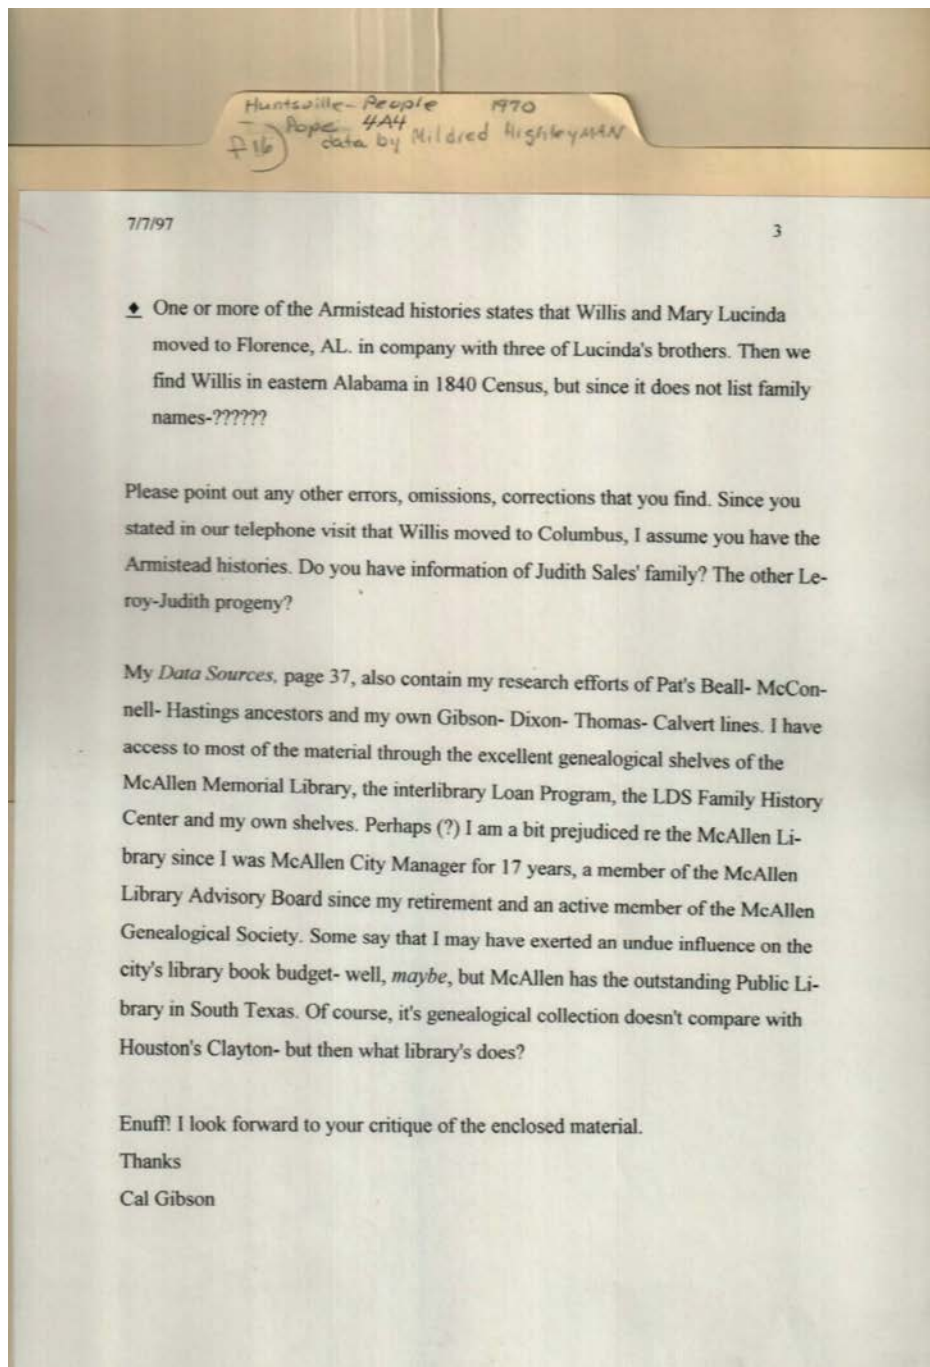 Huntsville- People 1970
- Pope 4A4
F16 data by Mildred HighleyMAN
7/7/97 3
One or more of the Armistead histories states that Willis and Mary Lucinda
moved to Florence, AL. in company with three of Lucinda's brothers. Then we
find Willis in eastern Alabama in 1840 Census, but since it does not list family
names-??????
Please point out any other errors, omissions, corrections that you find. Since you
stated in our telephone visit that Willis moved to Columbus, I assume you have the
Armistead histories. Do you have information of Judith Sales' family? The other Le-
roy-Judith progeny?
My Data Sources, page 37, also contain my research efforts of Pat's Beall- McCon-
nell- Hastings ancestors and my own Gibson- Dixon- Thomas- Calvert lines. I have
access to most of the material through the excellent genealogical shelves of the
McAllen Memorial Library, the interlibrary Loan Program, the LDS Family History
Center and my own shelves. Perhaps (?) I am a bit prejudiced re the McAllen Li-
brary since I was McAllen City Manager for 17 years, a member of the McAllen
Library Advisory Board since my retirement and an active member of the McAllen
Genealogical Society. Some say that I may have exerted an undue influence on the
city's library book budget- well, maybe, but McAllen has the outstanding Public Li-
brary in South Texas. Of course, it's genealogical collection doesn't compare with
Houston's Clayton- but then what library's does?
Enuff! I look forward to your critique of the enclosed material.
Thanks
Cal Gibson